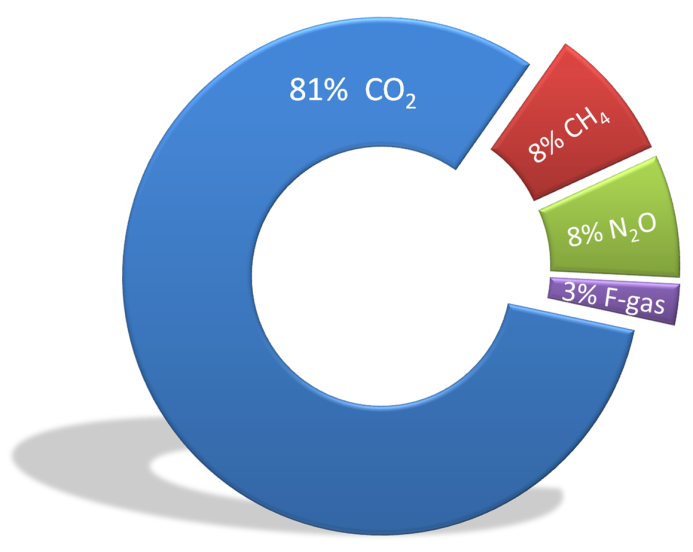 81% CO₂
8% CH₄
8% N₂O
3% F-gas